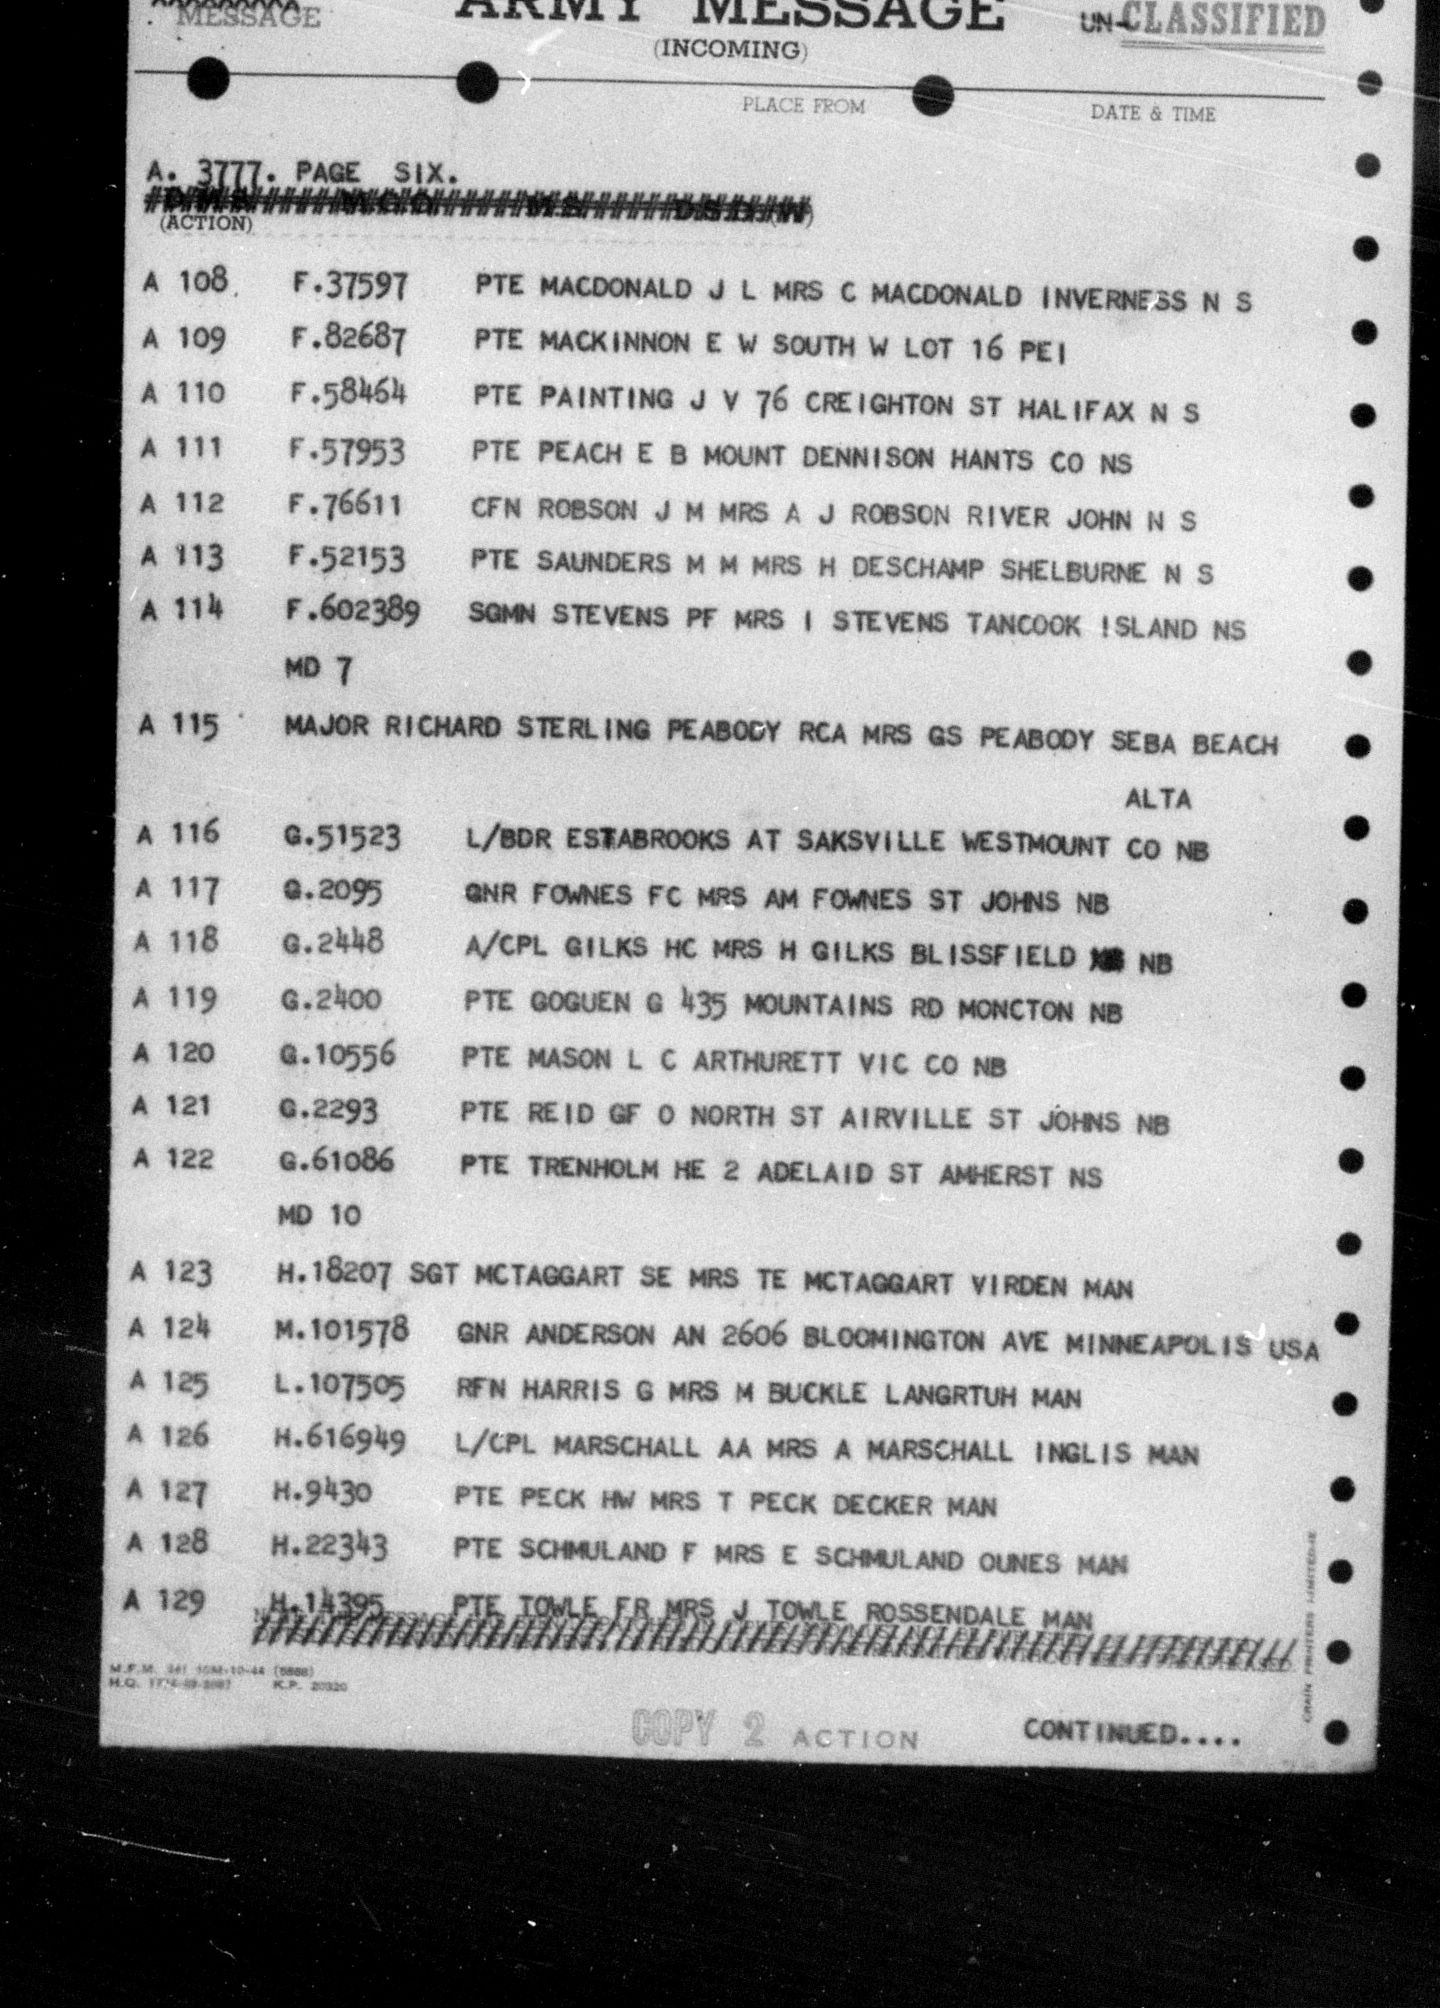 MESSAGE
ARMY MESSAGE
UN-CLASSIFIED
(INCOMING)
PLACE FROM
DATE & TIME
A. 3777. PAGE SIX.
(ACTION)
A 108 F.37597 PTE MACDONALD J L MRS C MACDONALD INVERNESS N S
A 109 F.82687 PTE MACKINNON E W SOUTH W LOT 16 PEI
A 110 F.58464 PTE PAINTING J V 76 CREIGHTON ST HALIFAX N S
A 111 F.57953 PTE PEACH E B MOUNT DENNISON HANTS CO NS
A 112 F.76611 CFN ROBSON J M MRS A J ROBSON RIVER JOHN N S
A 113 F.52153 PTE SAUNDERS M M MRS H DESCHAMP SHELBURNE N S
A 114 F.602389 SGMN STEVENS PF MRS I STEVENS TANCOOK ISLAND NS
MD 7
A 115 MAJOR RICHARD STERLING PEABODY RCA MRS GS PEABODY SEBA BEACH
ALTA
A 116 G.51523 L/BDR ESTABROOKS AT SAKSVILLE WESTMOUNT CO NB
A 117 G.2095 GNR FOWNES FC MRS AM FOWNES ST JOHNS NB
A 118 G.2448 A/CPL GILKS HC MRS H GILKS BLISSFIELD NB
A 119 G.2400 PTE GOGUEN G 435 MOUNTAINS RD MONCTON NB
A 120 G.10556 PTE MASON L C ARTHURETT VIC CO NB
A 121 G.2293 PTE REID GF O NORTH ST AIRVILLE ST JOHNS NB
A 122 G.61086 PTE TRENHOLM HE 2 ADELAID ST AMHERST NS
MD 10
A 123 H.18207 SGT MCTAGGART SE MRS TE MCTAGGART VIRDEN MAN
A 124 M.101578 GNR ANDERSON AN 2606 BLOOMINGTON AVE MINNEAPOLIS USA
A 125 L.107505 RFN HARRIS G MRS M BUCKLE LANGRTUH MAN
A 126 H.616949 L/CPL MARSCHALL AA MRS A MARSCHALL INGLIS MAN
A 127 H.9430 PTE PECK HW MRS T PECK DECKER MAN
A 128 H.22343 PTE SCHMULAND F MRS E SCHMULAND OUNES MAN
A 129 H.14395 PTE TOWLE FR MRS J TOWLE ROSSENDALE MAN
M.F.M. 10-44 (5868)
H.Q. K.P. 20320
CRAIN PRINTERS LIMITED
COPY 2 ACTION
CONTINUED....